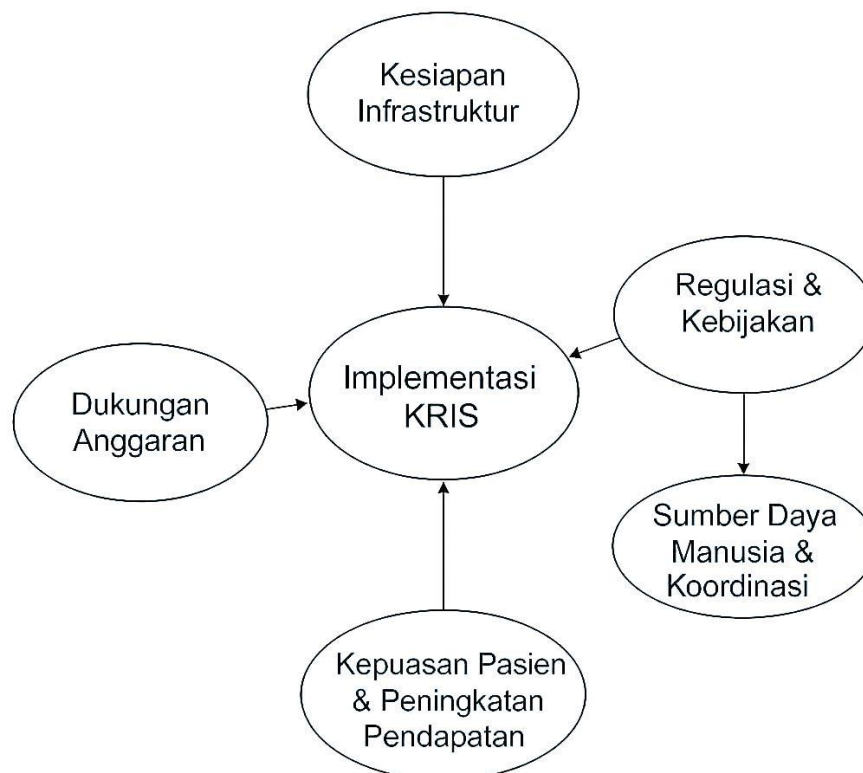 Kesiapan
Infrastruktur
Regulasi &
Kebijakan
Implementasi
KRIS
Dukungan
Anggaran
Sumber Daya
Manusia &
Koordinasi
Kepuasan Pasien
& Peningkatan
Pendapatan